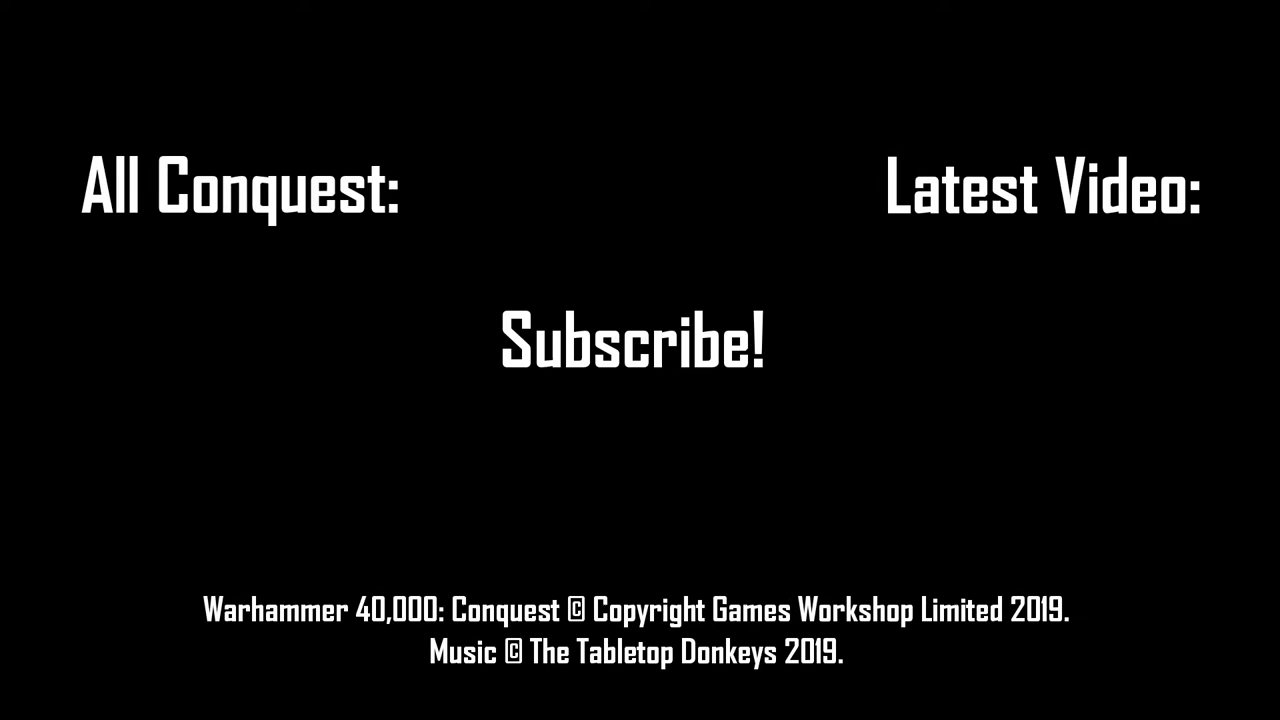 All Conquest:
Latest Video:
Subscribe!
Warhammer 40,000: Conquest © Copyright Games Workshop Limited 2019.
Music © The Tabletop Donkeys 2019.